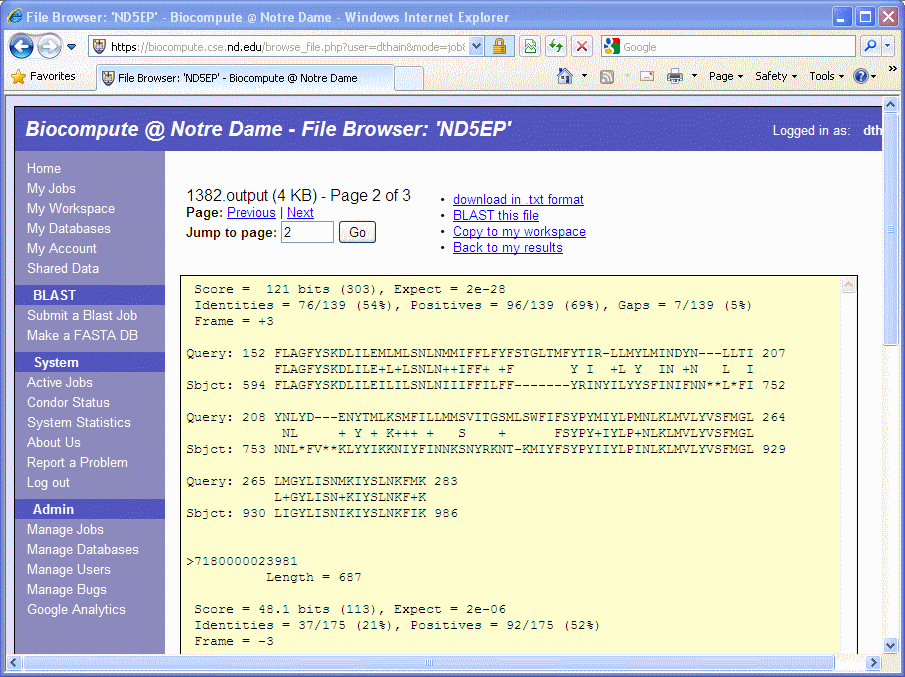 File Browser: 'ND5EP' - Biocompute @ Notre Dame - Windows Internet Explorer
https://biocompute.cse.nd.edu/browse_file.php?user=dthain&mode=job&
Google
Favorites
File Browser: 'ND5EP' - Biocompute @ Notre Dame
Page
Safety
Tools
Biocompute @ Notre Dame - File Browser: 'ND5EP'
Logged in as: dth
Home
My Jobs
My Workspace
My Databases
My Account
Shared Data
BLAST
Submit a Blast Job
Make a FASTA DB
System
Active Jobs
Condor Status
System Statistics
About Us
Report a Problem
Log out
Admin
Manage Jobs
Manage Databases
Manage Users
Manage Bugs
Google Analytics
1382.output (4 KB) - Page 2 of 3
Page: Previous | Next
Jump to page: 2 Go
• download in .txt format
• BLAST this file
• Copy to my workspace
• Back to my results
Score =  121 bits (303), Expect = 2e-28
Identities = 76/139 (54%), Positives = 96/139 (69%), Gaps = 7/139 (5%)
Frame = +3
Query: 152 FLAGFYSKDLILEMLMLSNLNMMIFFLFYFSTGLTMFYTIR-LLMYLMINDYN---LLTI 207
FLAGFYSKDLILE+L+LSNLN++IFF+ +F       Y I  +L Y  IN +N   L  I
Sbjct: 594 FLAGFYSKDLILEILILSNLNIIIFFILFF-------YRINYILYSFINIFNN**L*FI 752
Query: 208 YNLYD---ENYTMLKSMFILLMMSVITGSMLSWFIFSYPYMIYLPMNLKLMVLYVSFMGL 264
NL      + Y + K+++ +   S    +      FSYPY+IYLP+NLKLMVLYVSFMGL
Sbjct: 753 NNL*FV**KLYYIKKNIYFINNKSNYRKNT-KMIYFSYPYIIYLPINLKLMVLYVSFMGL 929
Query: 265 LMGYLISNMKIYSLNKFMK 283
L+GYLISN+KIYSLNKF+K
Sbjct: 930 LIGYLISNIKIYSLNKFIK 986
>7180000023981
Length = 687
Score = 48.1 bits (113), Expect = 2e-06
Identities = 37/175 (21%), Positives = 92/175 (52%)
Frame = -3